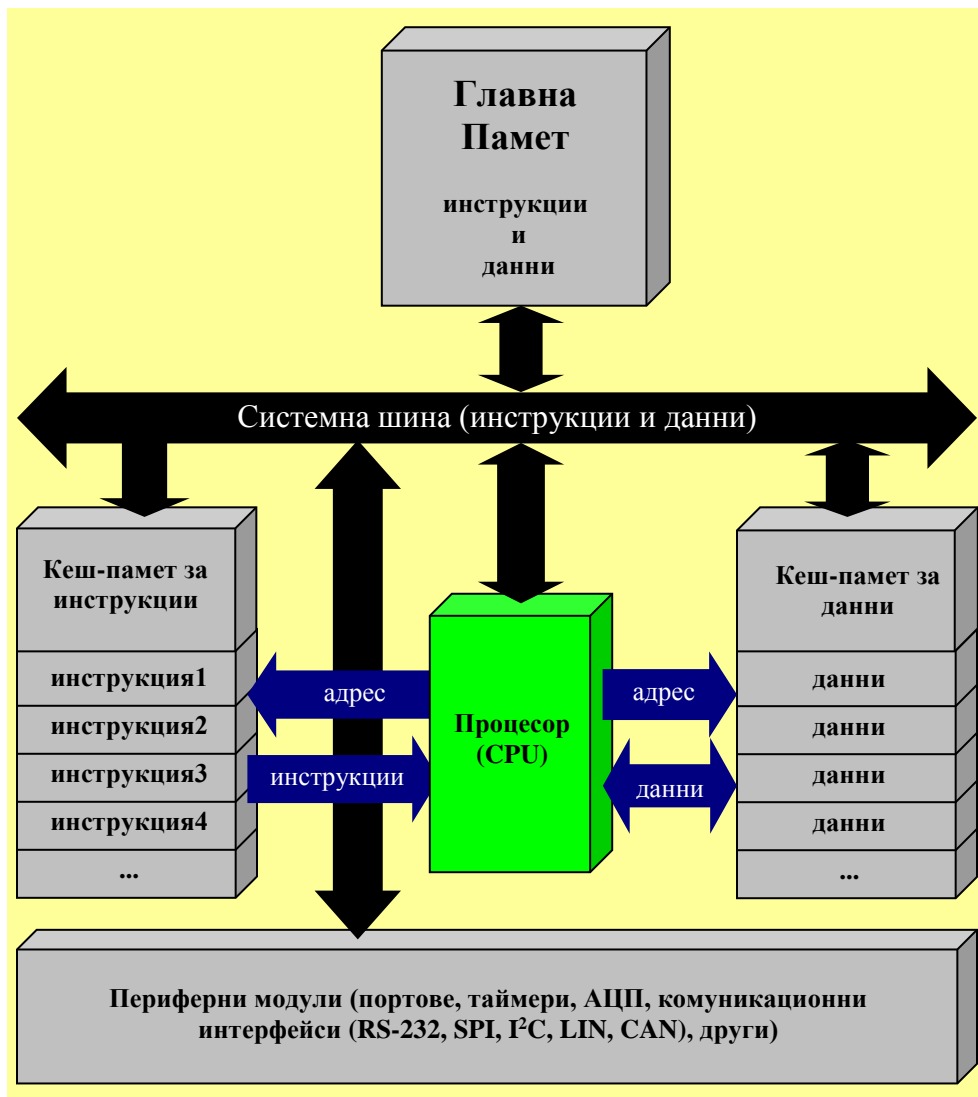 Главна
Памет
инструкции
и
данни
Системна шина (инструкции и данни)
Кеш-памет за
инструкции
инструкция1
инструкция2
инструкция3
инструкция4
...
адрес
инструкции
Процесор
(CPU)
адрес
данни
Кеш-памет за
данни
данни
данни
данни
данни
...
Периферни модули (портове, таймери, АЦП, комуникационни
интерфейси (RS-232, SPI, I²C, LIN, CAN), други)